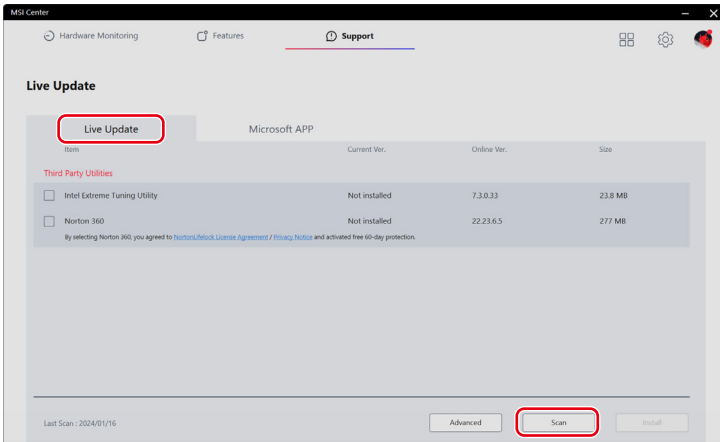 MSI Center
Hardware Monitoring Features Support
Live Update
Live Update Microsoft APP
Item Current Ver. Online Ver. Size
Third Party Utilities
Intel Extreme Tuning Utility Not installed 7.3.0.33 23.8 MB
Norton 360 Not installed 22.23.6.5 277 MB
By selecting Norton 360, you agreed to NortonLifelock License Agreement / Privacy Notice and activated free 60-day protection.
Last Scan : 2024/01/16 Advanced Scan Install